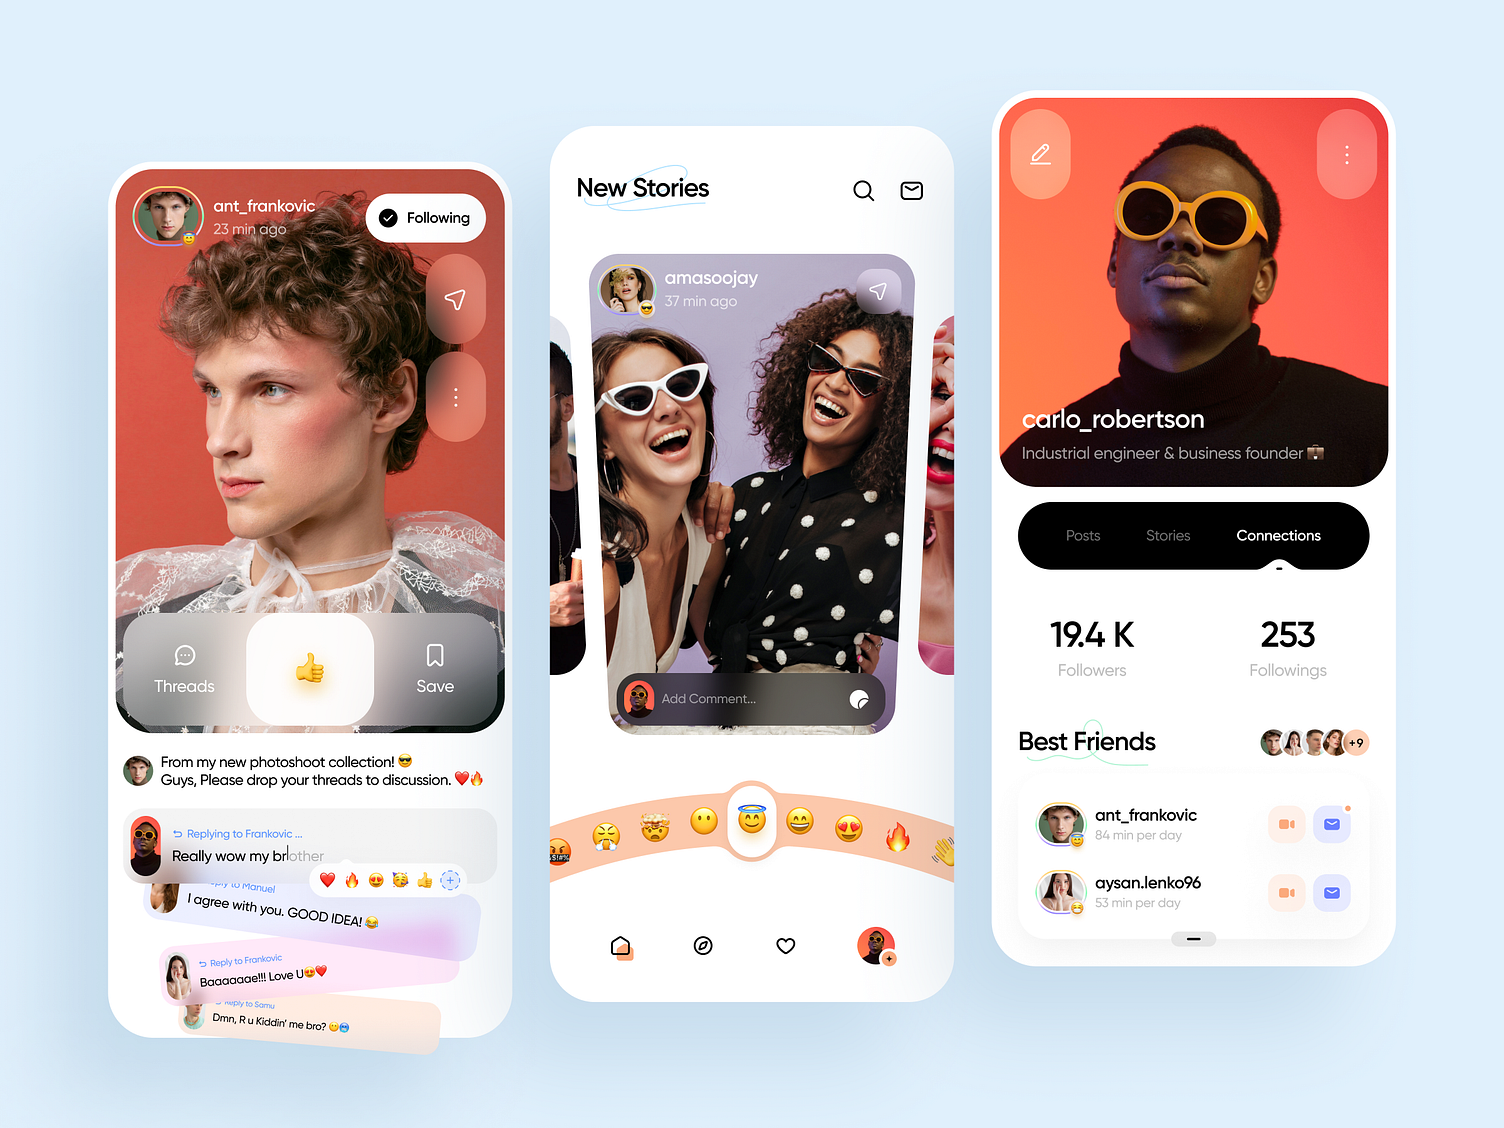 ant_frankovic
23 min ago
Following
Threads
Save
From my new photoshoot collection! 😎
Guys, Please drop your threads to discussion. ❤️🔥
Replying to Frankovic ...
Really wow my brother
Reply to Manuel
I agree with you. GOOD IDEA! 😂
Reply to Frankovic
Baaaaaae!!! Love U😍❤️
Reply to Samu
Dmn, R u Kiddin' me bro? 😶🥶
New Stories
amasoojay
37 min ago
Add Comment...
carlo_robertson
Industrial engineer & business founder 💼
Posts
Stories
Connections
19.4 K
Followers
253
Followings
Best Friends
+9
ant_frankovic
84 min per day
aysan.lenko96
53 min per day